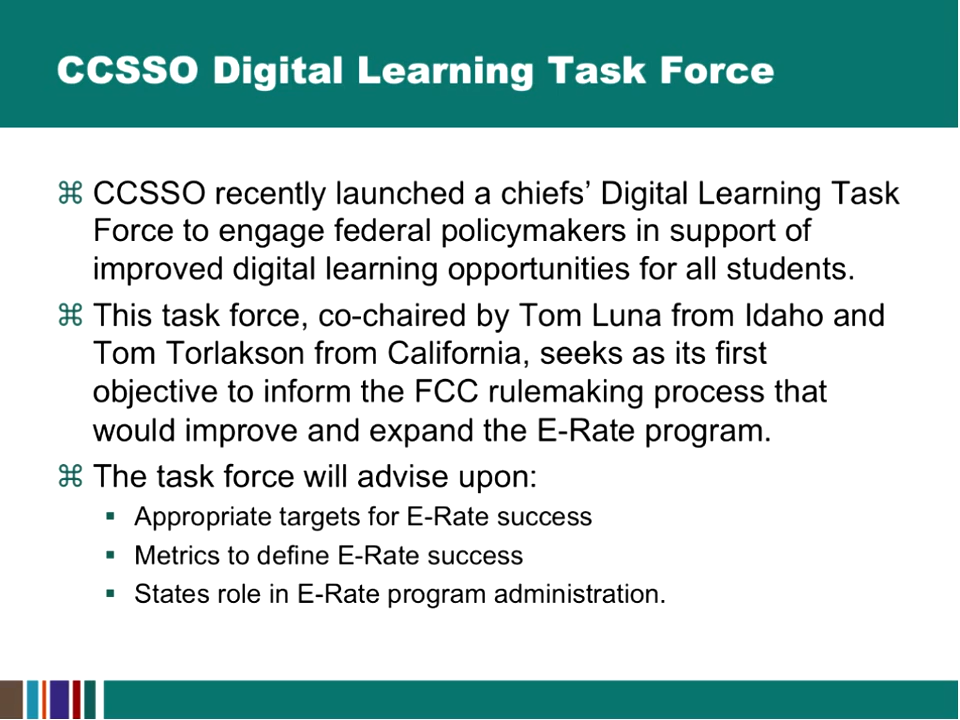 CCSSO Digital Learning Task Force
⌘ CCSSO recently launched a chiefs’ Digital Learning Task
Force to engage federal policymakers in support of
improved digital learning opportunities for all students.
⌘ This task force, co-chaired by Tom Luna from Idaho and
Tom Torlakson from California, seeks as its first
objective to inform the FCC rulemaking process that
would improve and expand the E-Rate program.
⌘ The task force will advise upon:
▪ Appropriate targets for E-Rate success
▪ Metrics to define E-Rate success
▪ States role in E-Rate program administration.